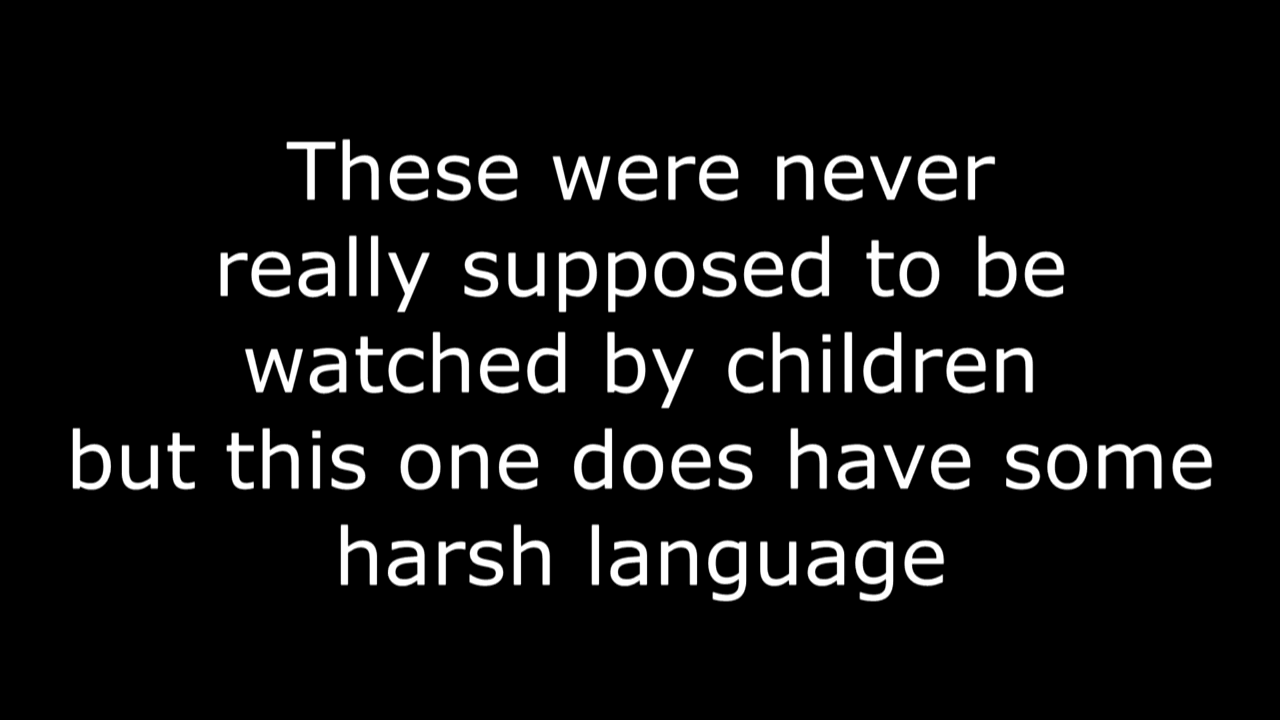 These were never
really supposed to be
watched by children
but this one does have some
harsh language